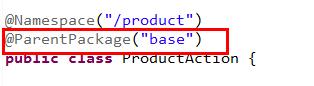 @Namespace("/product")
@ParentPackage("base")
public class ProductAction {